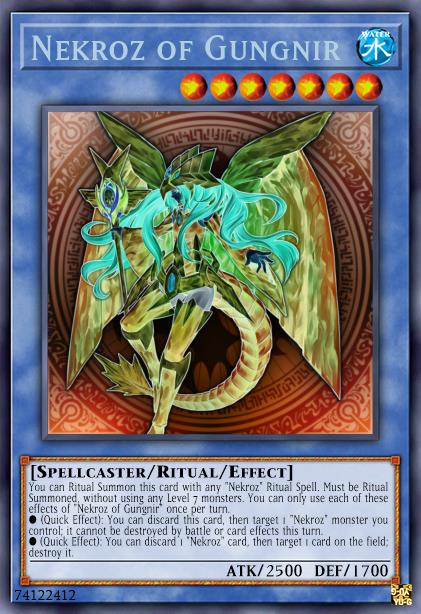 Nekroz of Gungnir
WATER
水
[Spellcaster/Ritual/Effect]
You can Ritual Summon this card with any "Nekroz" Ritual Spell. Must be Ritual
Summoned, without using any Level 7 monsters. You can only use each of these
effects of "Nekroz of Gungnir" once per turn.
● (Quick Effect): You can discard this card, then target 1 "Nekroz" monster you
control; it cannot be destroyed by battle or card effects this turn.
● (Quick Effect): You can discard 1 "Nekroz" card, then target 1 card on the field;
destroy it.
ATK/2500 DEF/1700
74122412